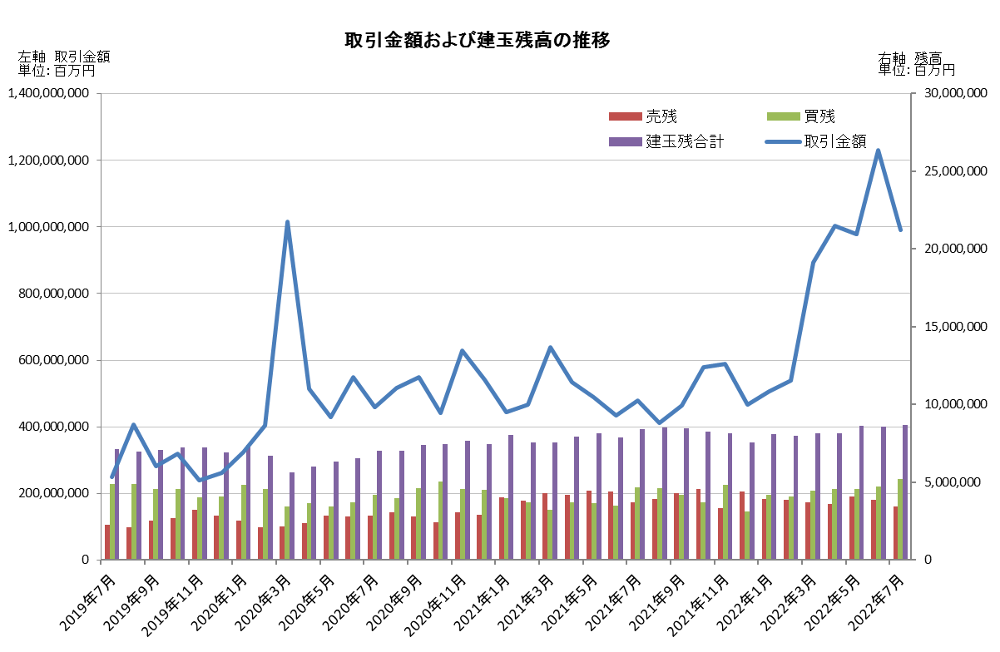 取引金額および建玉残高の推移
左軸　取引金額
単位：百万円
右軸　残高
単位：百万円
1,400,000,000
1,200,000,000
1,000,000,000
800,000,000
600,000,000
400,000,000
200,000,000
0
30,000,000
25,000,000
20,000,000
15,000,000
10,000,000
5,000,000
0
売残
買残
建玉残合計
取引金額
2019年7月
2019年9月
2019年11月
2020年1月
2020年3月
2020年5月
2020年7月
2020年9月
2020年11月
2021年1月
2021年3月
2021年5月
2021年7月
2021年9月
2021年11月
2022年1月
2022年3月
2022年5月
2022年7月